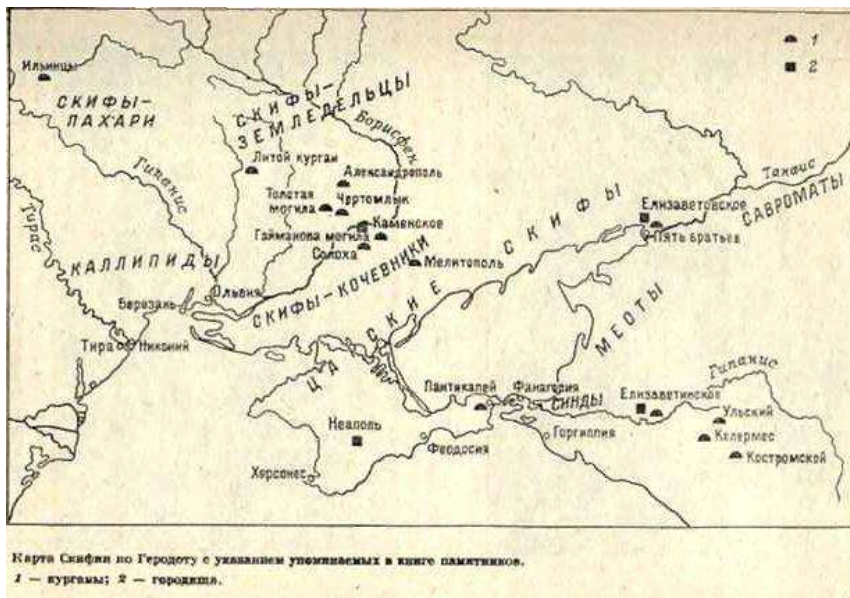 Ильинцы
1
2
СКИФЫ-
ПАХАРИ
СКИФЫ-
ЗЕМЛЕДЕЛЬЦЫ
Борисфен
Гипанис
Литой курган
Александрополь
Танаис
Толстая
могила
Чертомлык
Елизаветовское
САВРОМАТЫ
Тирас
Каменское
Гайманова могила
Пять братьев
Солоха
КАЛЛИПИДЫ
Мелитополь
СКИФЫ-КОЧЕВНИКИ
ЦАРСКИЕ СКИФЫ
Ольвия
Березань
МЕОТЫ
Тира
Никоний
Гипанис
Пантикапей
Фанагория
СИНДЫ
Елизаветинское
Ульский
Неаполь
Феодосия
Горгиппия
Келермес
Костромской
Херсонес
Карта Скифии по Геродоту с указанием упоминаемых в книге памятников.
1 — курганы; 2 — городища.